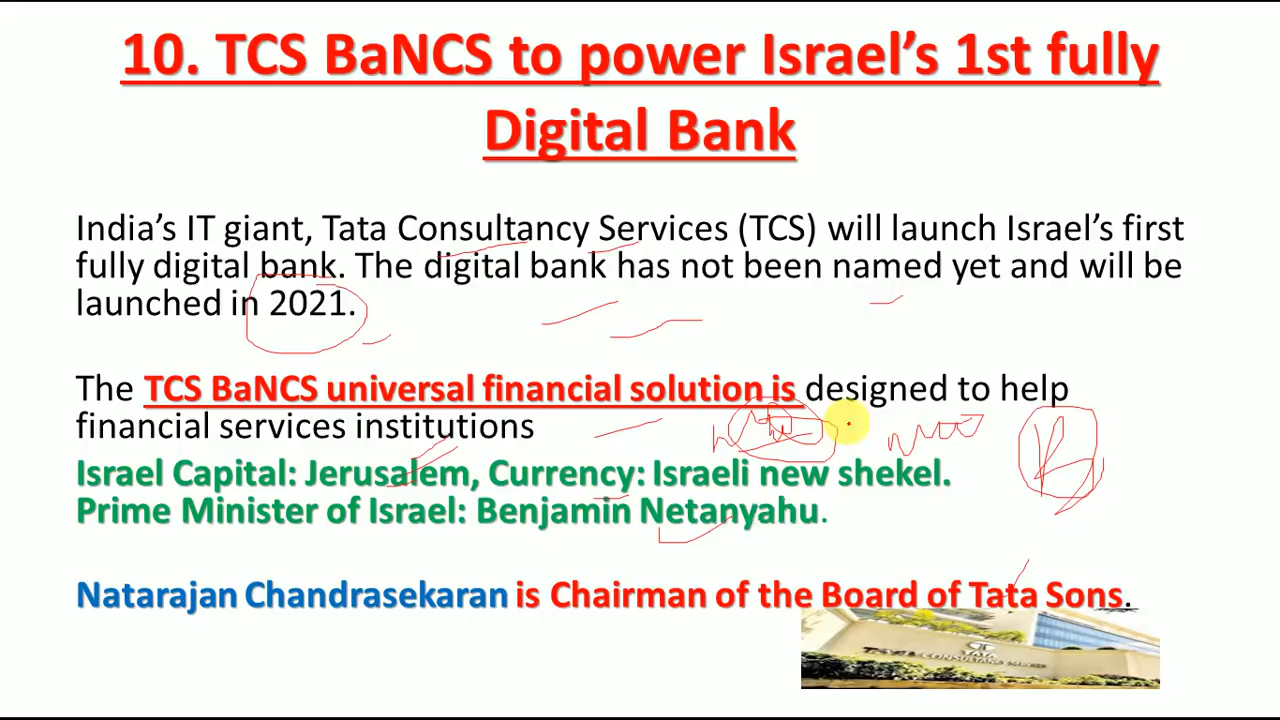 10. TCS BaNCS to power Israel’s 1st fully
Digital Bank
India’s IT giant, Tata Consultancy Services (TCS) will launch Israel’s first
fully digital bank. The digital bank has not been named yet and will be
launched in 2021.
The TCS BaNCS universal financial solution is designed to help
financial services institutions
Israel Capital: Jerusalem, Currency: Israeli new shekel.
Prime Minister of Israel: Benjamin Netanyahu.
Natarajan Chandrasekaran is Chairman of the Board of Tata Sons.
TATA